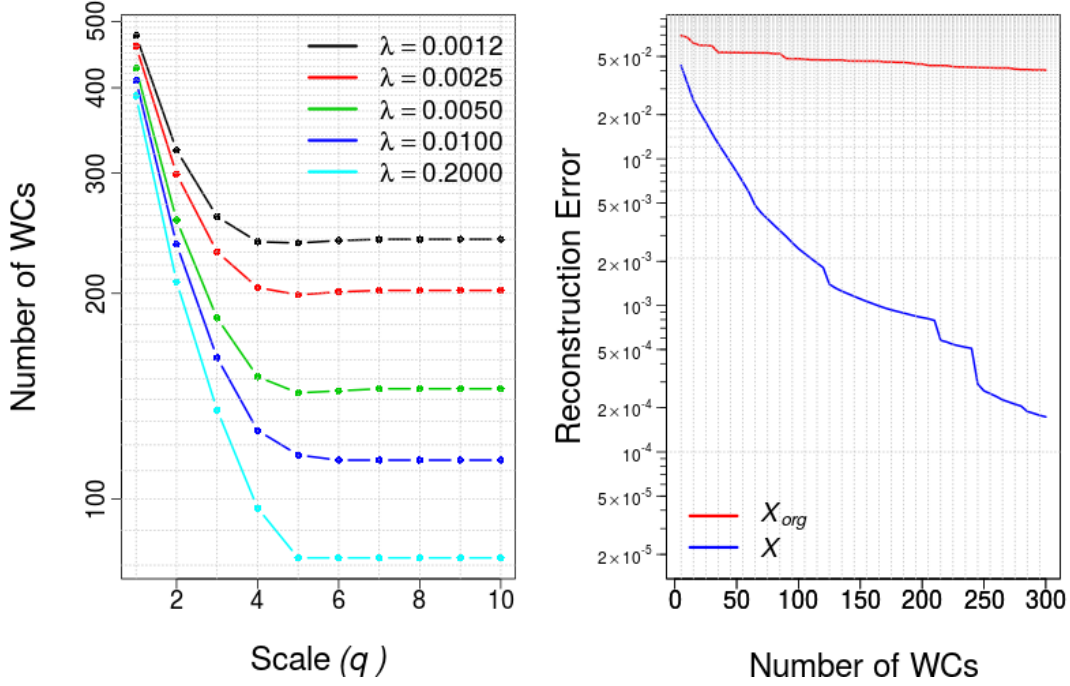 500
400
300
200
100
Number of WCs
λ = 0.0012
λ = 0.0025
λ = 0.0050
λ = 0.0100
λ = 0.2000
2 4 6 8 10
Scale (q )
5×10⁻²
2×10⁻²
10⁻²
5×10⁻³
2×10⁻³
10⁻³
5×10⁻⁴
2×10⁻⁴
10⁻⁴
5×10⁻⁵
2×10⁻⁵
Reconstruction Error
X org
X
0 50 100 150 200 250 300
Number of WCs